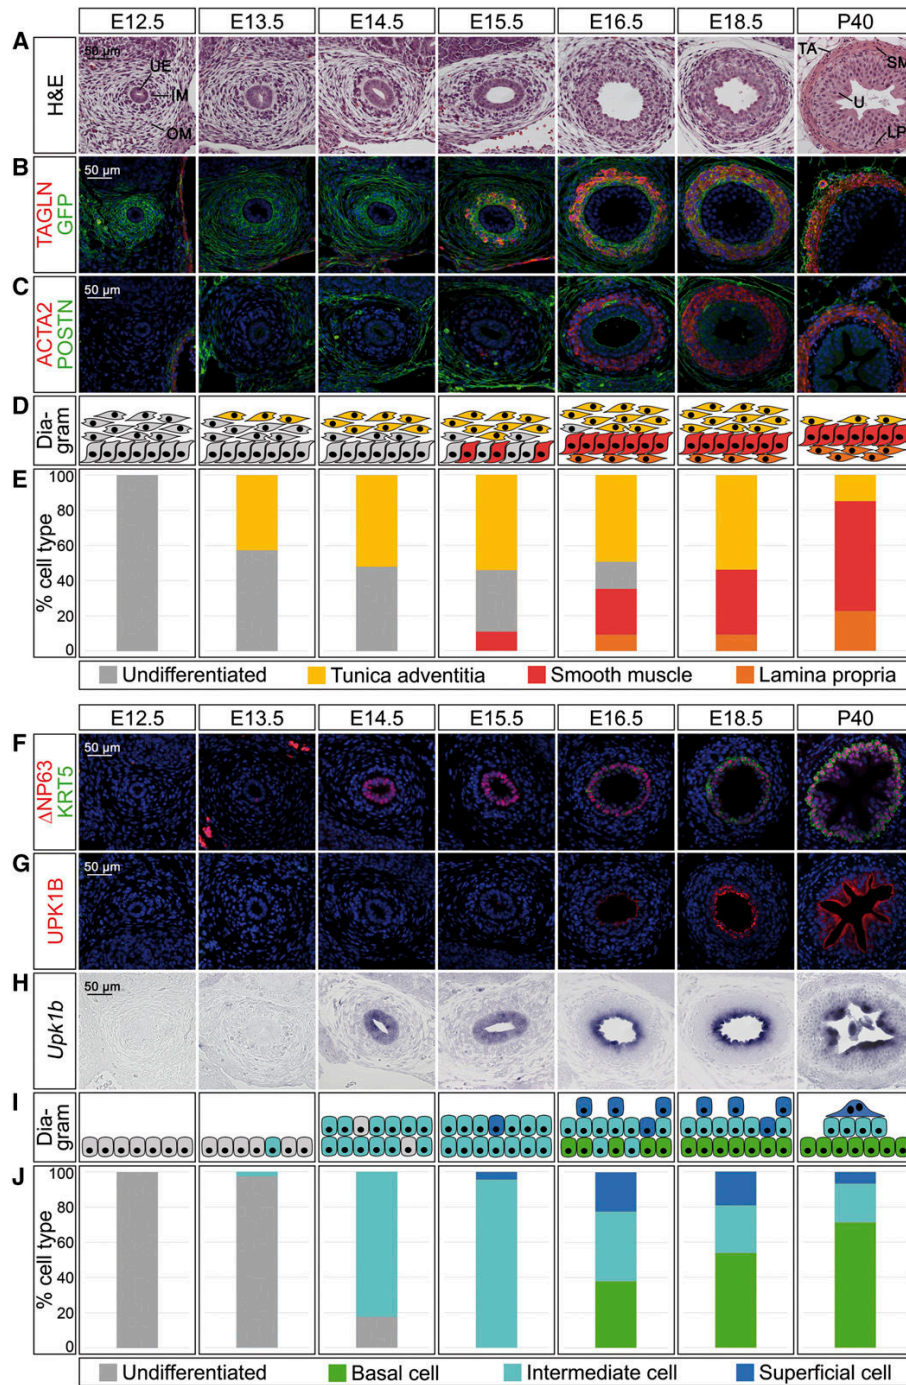 E12.5 E13.5 E14.5 E15.5 E16.5 E18.5 P40
A H&E 50 µm UE IM OM TA SM U LP
B TAGLN GFP 50 µm
C ACTA2 POSTN 50 µm
D Dia-
gram
E % cell type 100 80 60 40 20 0
Undifferentiated Tunica adventitia Smooth muscle Lamina propria
E12.5 E13.5 E14.5 E15.5 E16.5 E18.5 P40
F ΔNP63 KRT5 50 µm
G UPK1B 50 µm
H Upk1b 50 µm
I Dia-
gram
J % cell type 100 80 60 40 20 0
Undifferentiated Basal cell Intermediate cell Superficial cell